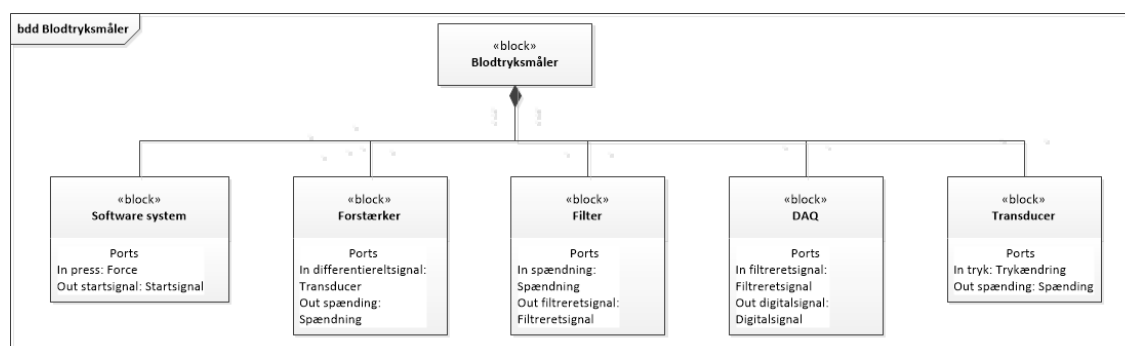 bdd Blodtryksmåler
«block»
Blodtryksmåler
«block»
Software system
Ports
In press: Force
Out startsignal: Startsignal
«block»
Forstærker
Ports
In differentiereltsignal:
Transducer
Out spænding:
Spændning
«block»
Filter
Ports
In spændning:
Spændning
Out filtreretsignal:
Filtreretsignal
«block»
DAQ
Ports
In filtreretsignal:
Filtreretsignal
Out digitalsignal:
Digitalsignal
«block»
Transducer
Ports
In tryk: Trykændring
Out spænding: Spænding